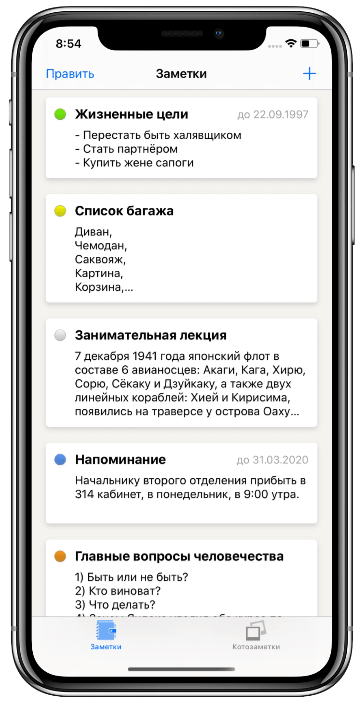 8:54
Править Заметки +
Жизненные цели до 22.09.1997
- Перестать быть халявщиком
- Стать партнёром
- Купить жене сапоги
Список багажа
Диван,
Чемодан,
Саквояж,
Картина,
Корзина,...
Занимательная лекция
7 декабря 1941 года японский флот в
составе 6 авианосцев: Акаги, Кага, Хирю,
Сорю, Сёкаку и Дзуйкаку, а также двух
линейных кораблей: Хией и Кирисима,
появились на траверсе у острова Оаху...
Напоминание до 31.03.2020
Начальнику второго отделения прибыть в
314 кабинет, в понедельник, в 9:00 утра.
Главные вопросы человечества
1) Быть или не быть?
2) Кто виноват?
3) Что делать?
Заметки Котозаметки